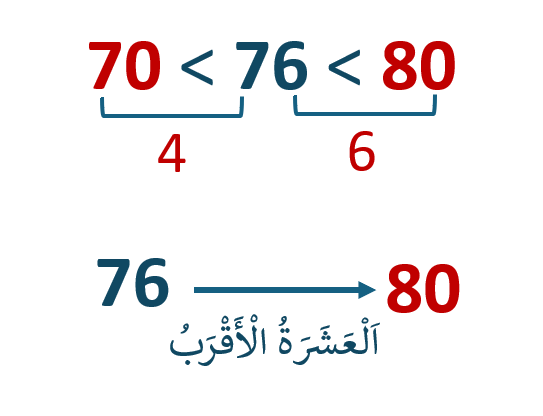 70 < 76 < 80
4 6
76 80
اَلْعَشَرَةُ الْأَقْرَبُ